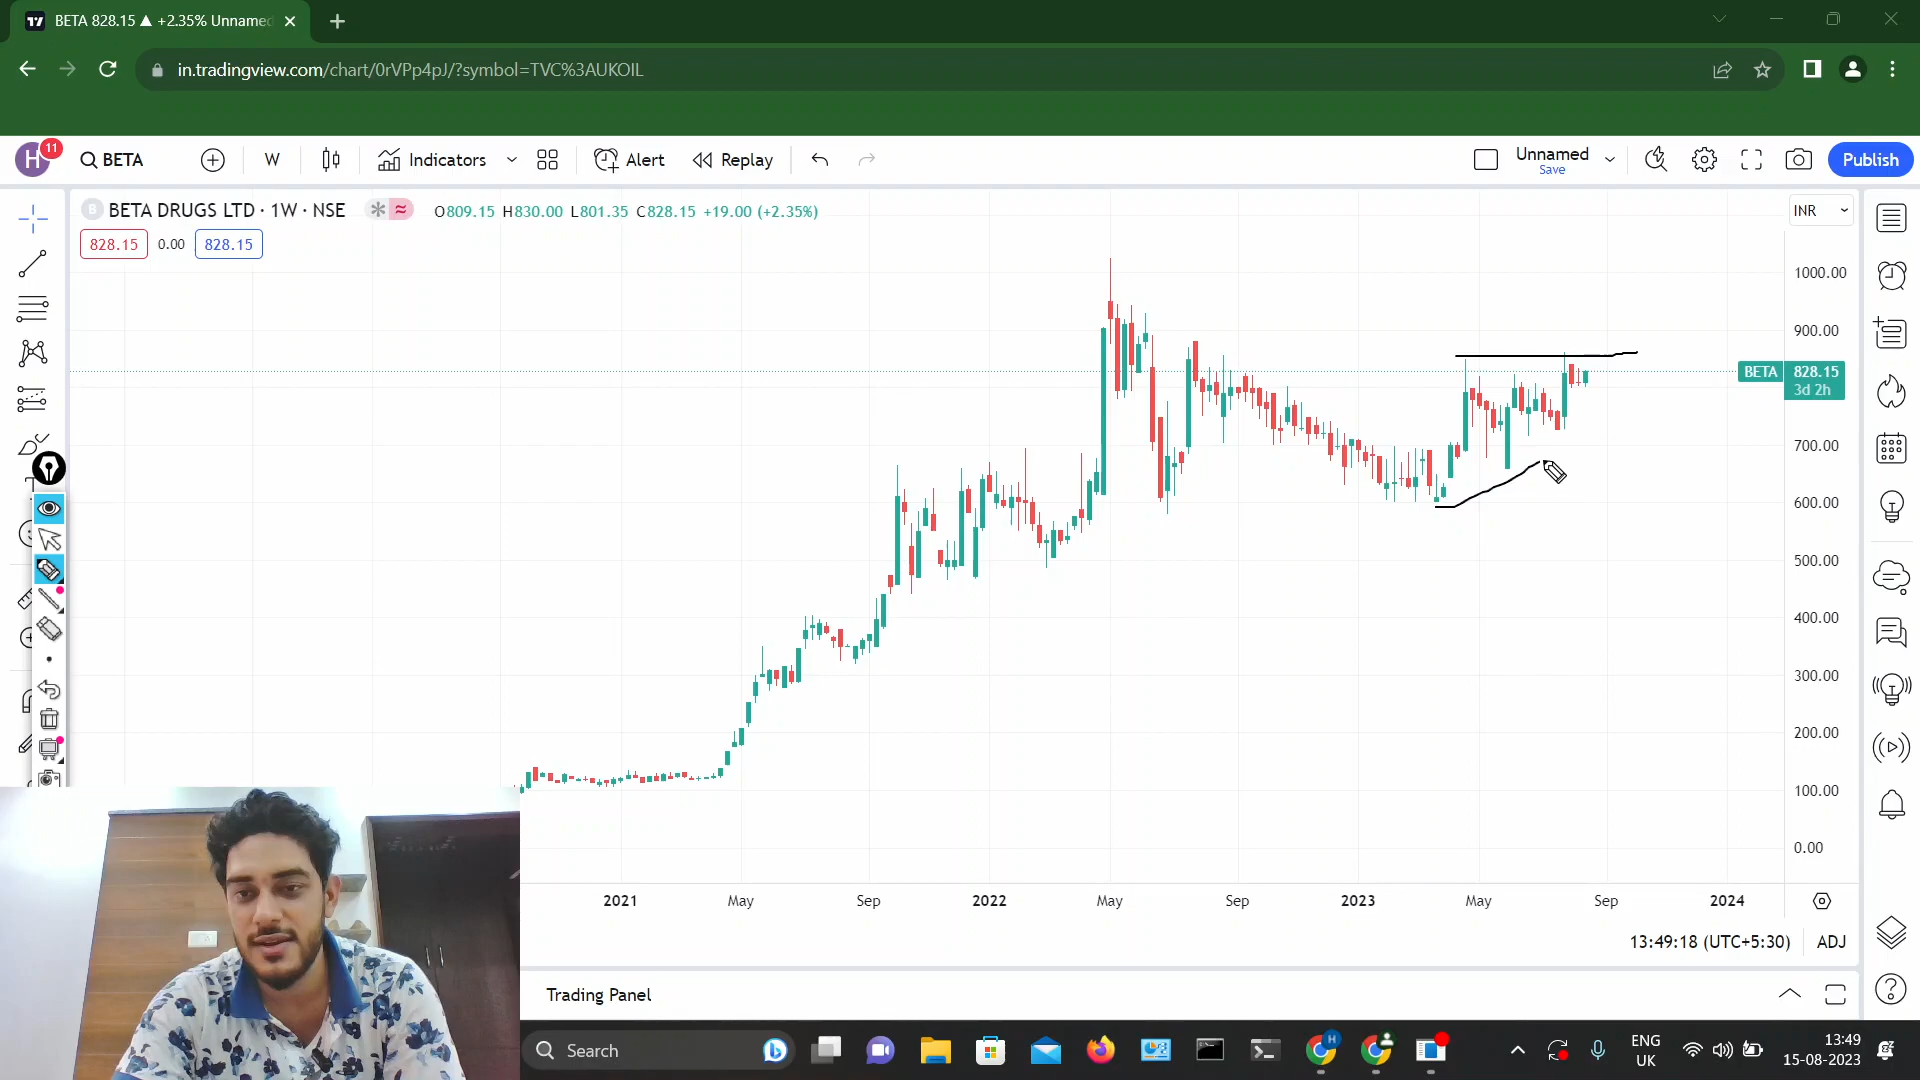 BETA 828.15 ▲ +2.35% Unnamed
in.tradingview.com/chart/0rVPp4pJ/?symbol=TVC%3AUKOIL
H 11 BETA W Indicators Alert Replay Unnamed Save Publish
B BETA DRUGS LTD · 1W · NSE O809.15 H830.00 L801.35 C828.15 +19.00 (+2.35%) INR
828.15 0.00 828.15
1000.00
900.00
BETA 828.15
3d 2h
700.00
600.00
500.00
400.00
300.00
200.00
100.00
0.00
2021 May Sep 2022 May Sep 2023 May Sep 2024
13:49:18 (UTC+5:30) ADJ
Trading Panel
Search H ENG UK 13:49 15-08-2023